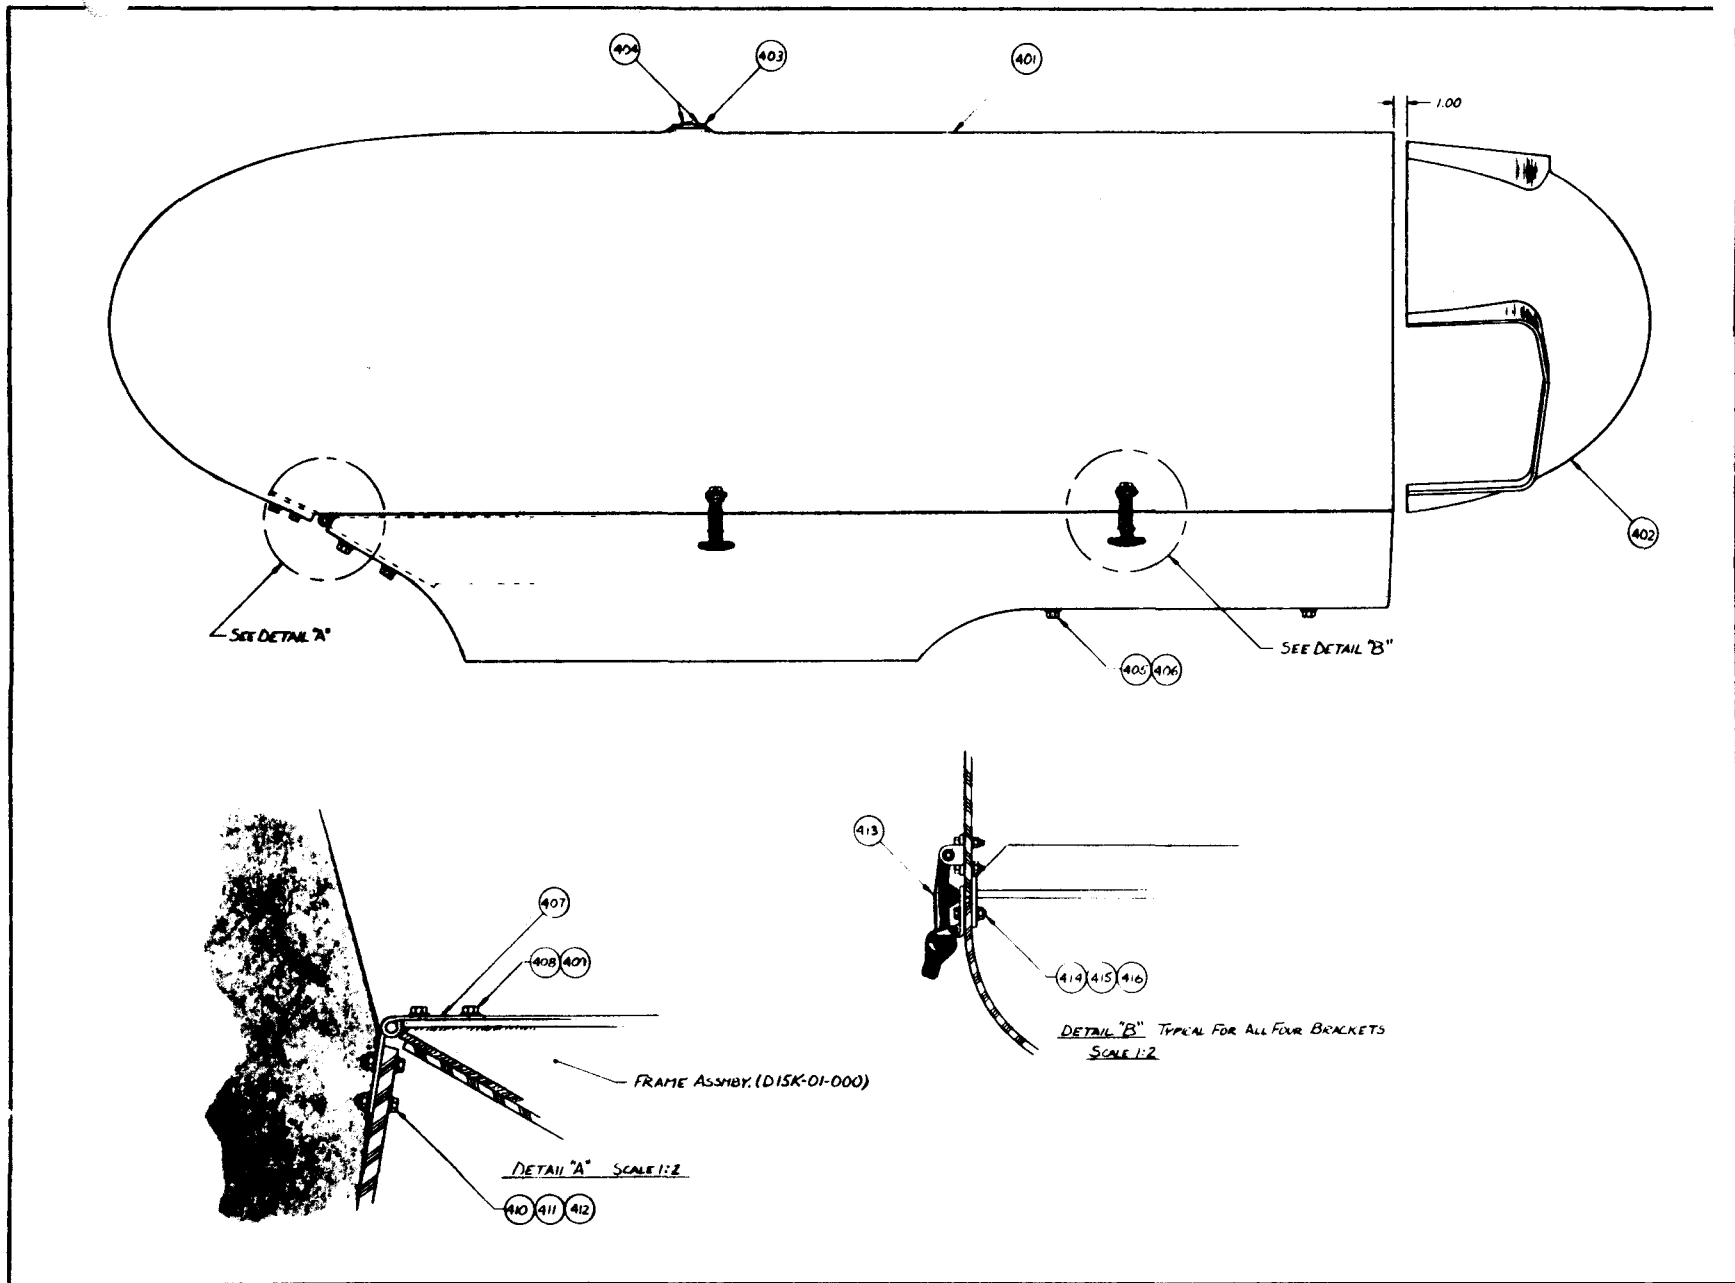 404
403
401
1.00
402
SEE DETAIL "A"
SEE DETAIL "B"
405 406
413
407
408 409
414 415 416
DETAIL "B" TYPICAL FOR ALL FOUR BRACKETS
SCALE 1:2
FRAME ASSMBY. (D15K-01-000)
DETAIL "A" SCALE 1:2
410 411 412